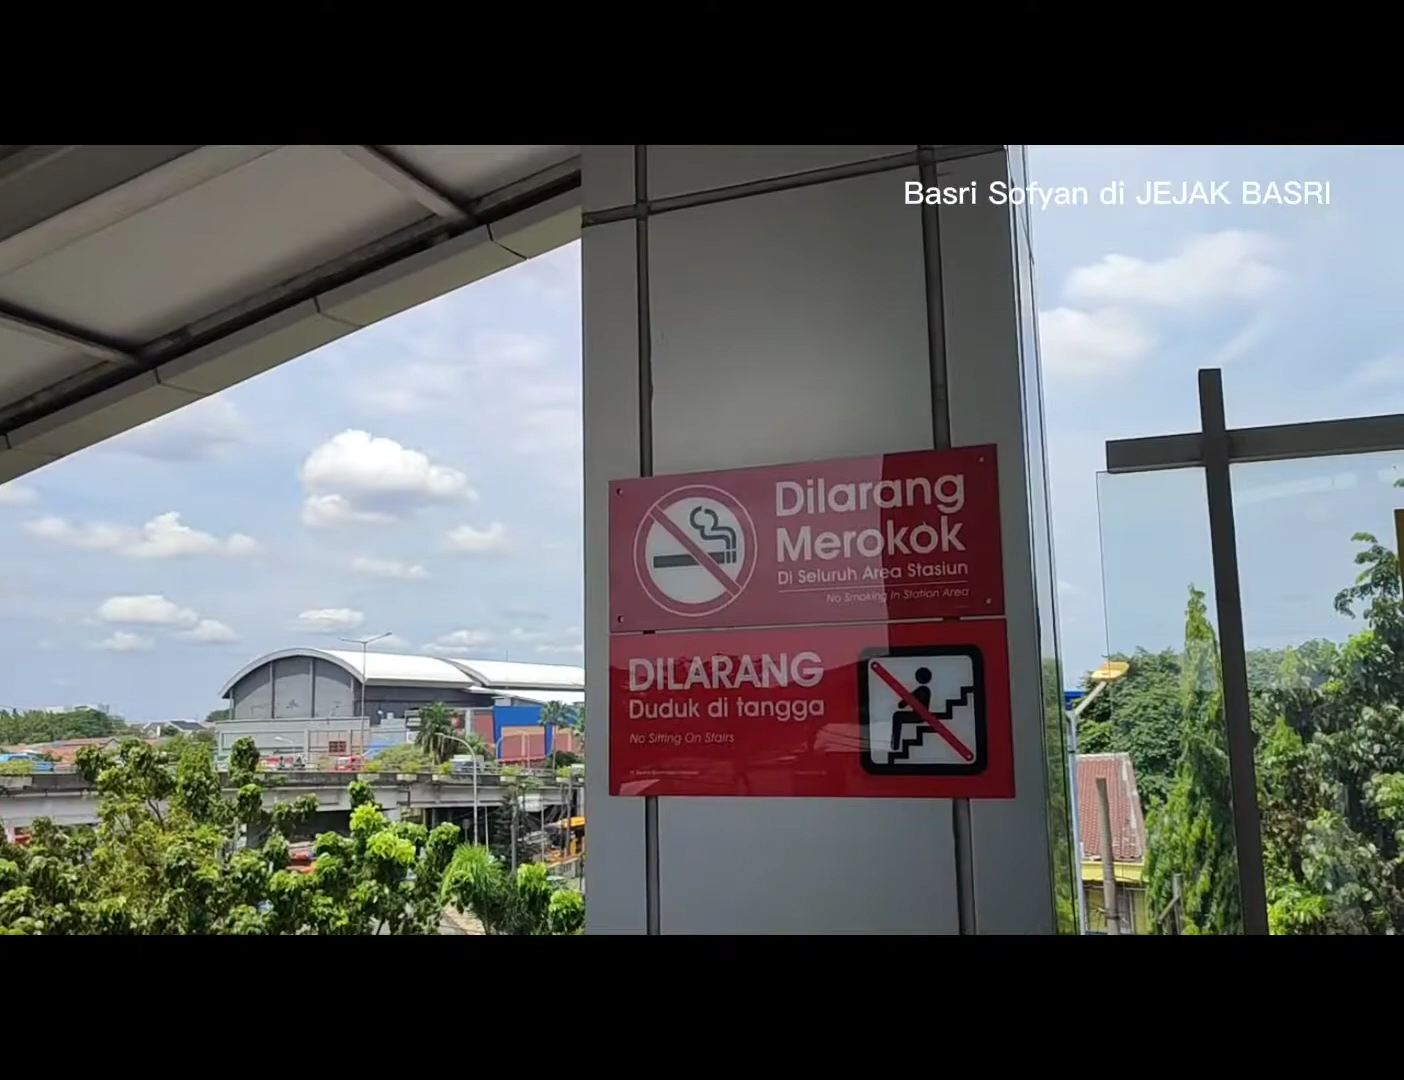 Basri Sofyan di JEJAK BASRI
Dilarang
Merokok
Di Seluruh Area Stasiun
No Smoking In Station Area
DILARANG
Duduk di tangga
No Sitting On Stairs